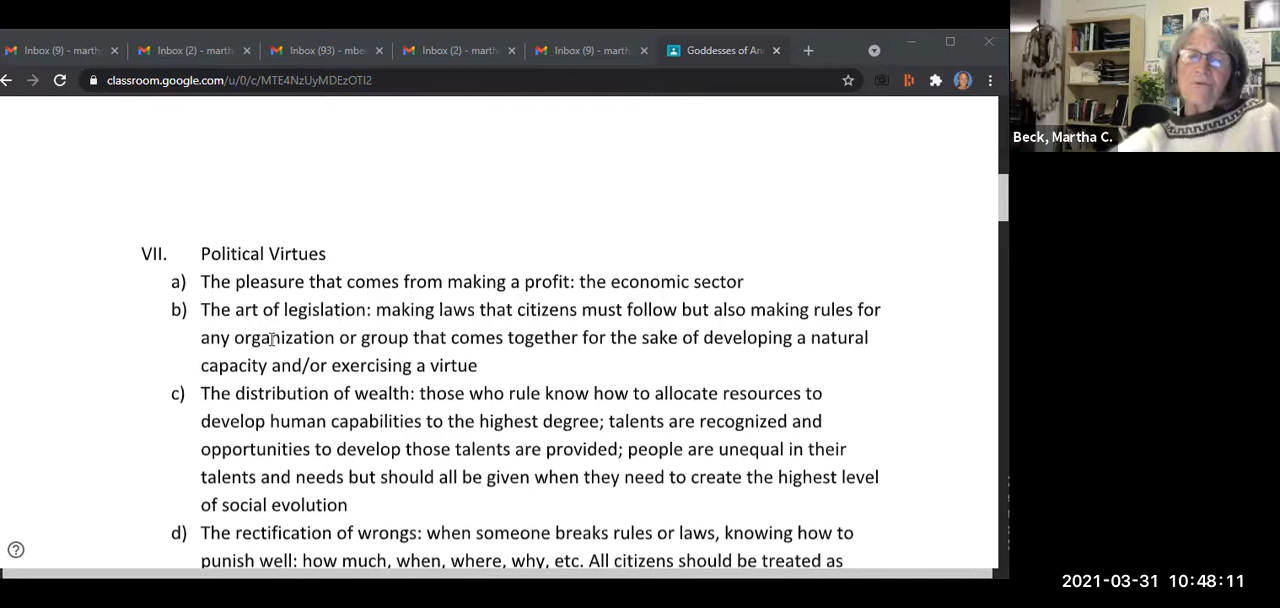 Inbox (9) - marth
Inbox (2) - marth
Inbox (93) - mbe
Inbox (2) - marth
Inbox (9) - marth
Goddesses of An
classroom.google.com/u/0/c/MTE4NzUyMDEzOTI2
Beck, Martha C.
VII. Political Virtues
a) The pleasure that comes from making a profit: the economic sector
b) The art of legislation: making laws that citizens must follow but also making rules for
any organization or group that comes together for the sake of developing a natural
capacity and/or exercising a virtue
c) The distribution of wealth: those who rule know how to allocate resources to
develop human capabilities to the highest degree; talents are recognized and
opportunities to develop those talents are provided; people are unequal in their
talents and needs but should all be given when they need to create the highest level
of social evolution
d) The rectification of wrongs: when someone breaks rules or laws, knowing how to
punish well: how much, when, where, why, etc. All citizens should be treated as
2021-03-31 10:48:11